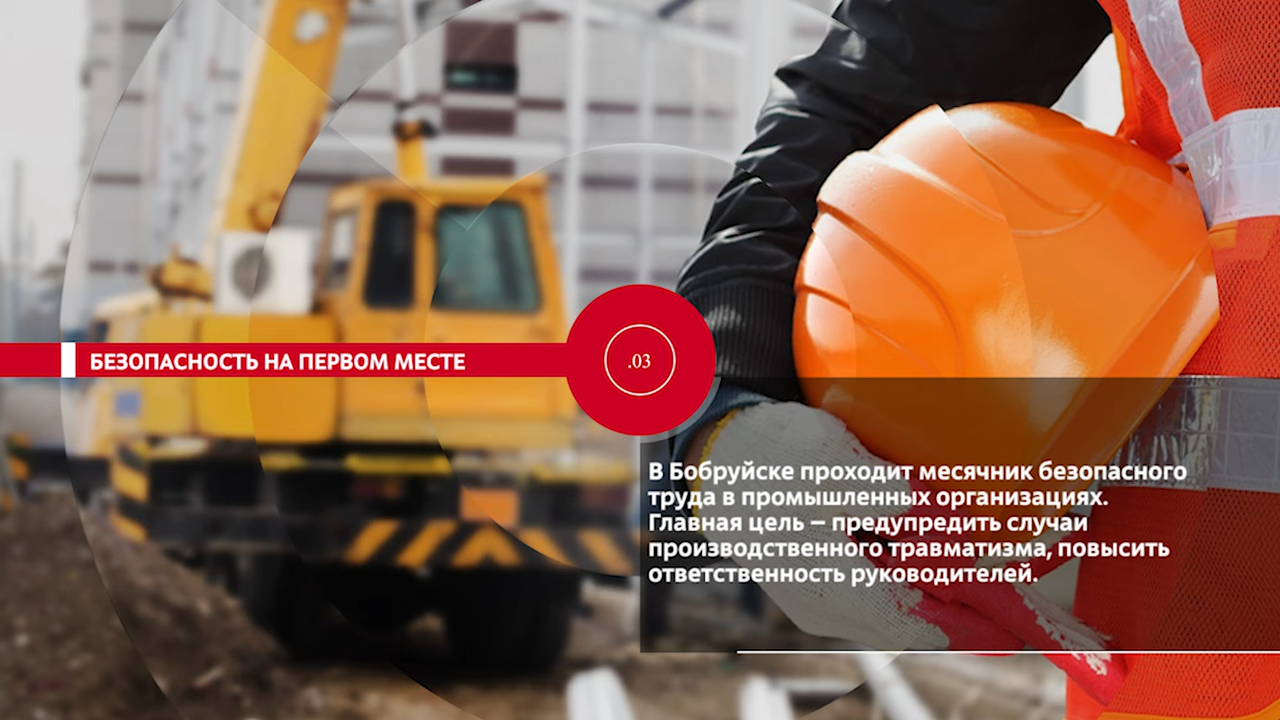 БЕЗОПАСНОСТЬ НА ПЕРВОМ МЕСТЕ
.03
В Бобруйске проходит месячник безопасного
труда в промышленных организациях.
Главная цель – предупредить случаи
производственного травматизма, повысить
ответственность руководителей.